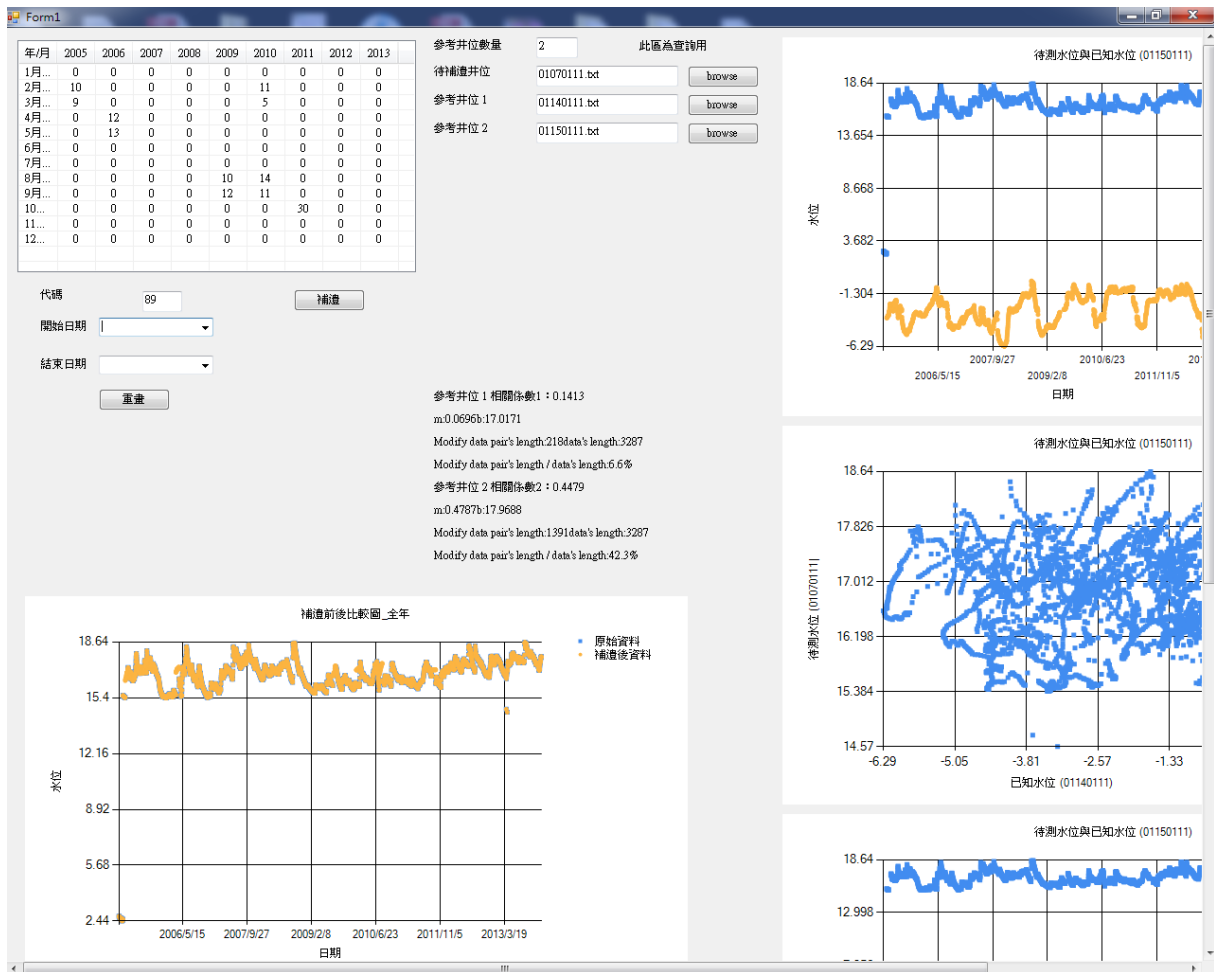 Form1
年/月 2005 2006 2007 2008 2009 2010 2011 2012 2013
1月... 0 0 0 0 0 0 0 0 0
2月... 10 0 0 0 0 11 0 0 0
3月... 9 0 0 0 0 5 0 0 0
4月... 0 12 0 0 0 0 0 0 0
5月... 0 13 0 0 0 0 0 0 0
6月... 0 0 0 0 0 0 0 0 0
7月... 0 0 0 0 0 0 0 0 0
8月... 0 0 0 0 10 14 0 0 0
9月... 0 0 0 0 12 11 0 0 0
10... 0 0 0 0 0 0 30 0 0
11... 0 0 0 0 0 0 0 0 0
12... 0 0 0 0 0 0 0 0 0
參考井位數量 2 此區為查詢用
待補遺井位 01070111.txt browse
參考井位 1 01140111.txt browse
參考井位 2 01150111.txt browse
代碼 89 補遺
開始日期
結束日期
重畫
參考井位 1 相關係數1：0.1413
m:0.0696b:17.0171
Modify data pair's length:218data's length:3287
Modify data pair's length / data's length:6.6%
參考井位 2 相關係數2：0.4479
m:0.4787b:17.9688
Modify data pair's length:1391data's length:3287
Modify data pair's length / data's length:42.3%
補遺前後比較圖_全年
原始資料
補遺後資料
18.64
15.4
12.16
8.92
5.68
2.44
水位
2006/5/15 2007/9/27 2009/2/8 2010/6/23 2011/11/5 2013/3/19
日期
待測水位與已知水位 (01150111)
18.64
13.654
8.668
3.682
-1.304
-6.29
水位
2007/9/27 2010/6/23 20
2006/5/15 2009/2/8 2011/11/5
日期
待測水位與已知水位 (01150111)
18.64
17.826
17.012
16.198
15.384
14.57
待測水位 (01070111)
-6.29 -5.05 -3.81 -2.57 -1.33
已知水位 (01140111)
待測水位與已知水位 (01150111)
18.64
12.998